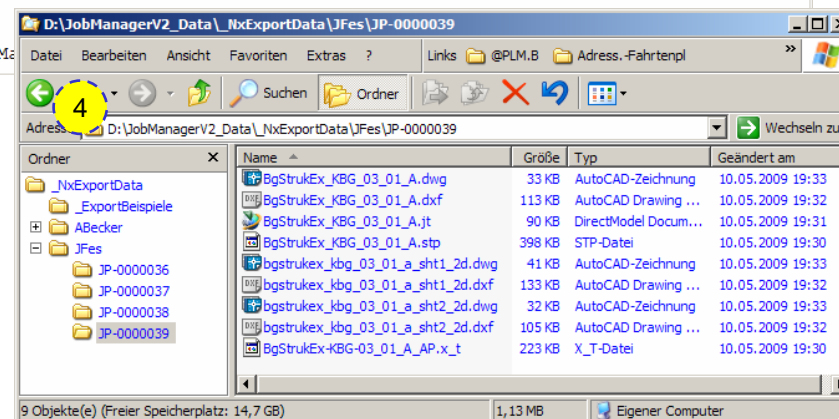 D:\JobManagerV2_Data\_NxExportData\JFes\JP-0000039
Datei Bearbeiten Ansicht Favoriten Extras ? Links @PLM.B Adress.-Fahrtenpl »
4 Suchen Ordner
Adress D:\JobManagerV2_Data\_NxExportData\JFes\JP-0000039 Wechseln zu
Ordner x Name Größe Typ Geändert am
_NxExportData
_ExportBeispiele
ABecker
JFes
JP-0000036
JP-0000037
JP-0000038
JP-0000039
BgStrukEx_KBG_03_01_A.dwg 33 KB AutoCAD-Zeichnung 10.05.2009 19:33
BgStrukEx_KBG_03_01_A.dxf 113 KB AutoCAD Drawing ... 10.05.2009 19:32
BgStrukEx_KBG_03_01_A.jt 90 KB DirectModel Docum... 10.05.2009 19:31
BgStrukEx_KBG_03_01_A.stp 398 KB STP-Datei 10.05.2009 19:30
bgstrukex_kbg_03_01_a_sht1_2d.dwg 41 KB AutoCAD-Zeichnung 10.05.2009 19:33
bgstrukex_kbg_03_01_a_sht1_2d.dxf 133 KB AutoCAD Drawing ... 10.05.2009 19:32
bgstrukex_kbg_03_01_a_sht2_2d.dwg 32 KB AutoCAD-Zeichnung 10.05.2009 19:33
bgstrukex_kbg_03_01_a_sht2_2d.dxf 105 KB AutoCAD Drawing ... 10.05.2009 19:32
BgStrukEx-KBG-03_01_A_AP.x_t 223 KB X_T-Datei 10.05.2009 19:30
9 Objekte(e) (Freier Speicherplatz: 14,7 GB) 1,13 MB Eigener Computer